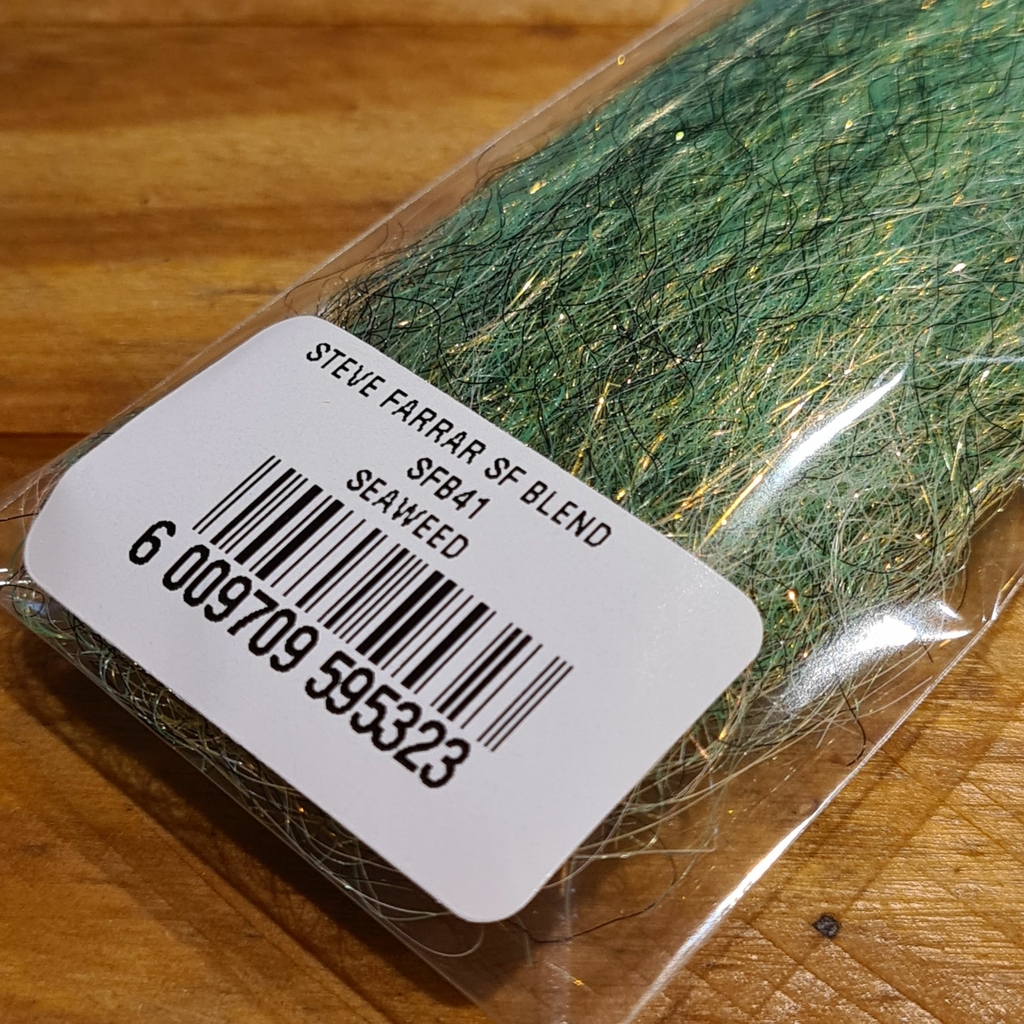 STEVE FARRAR SF BLEND
SFB41
SEAWEED
6 009709 595323